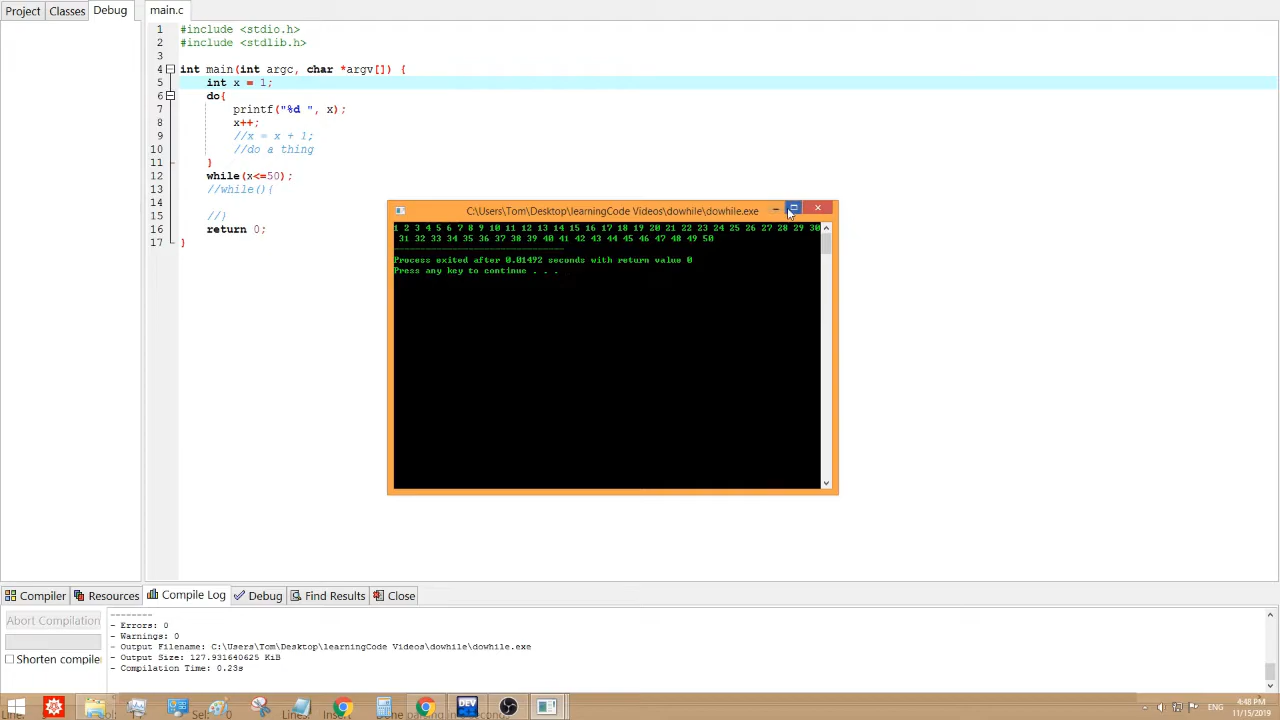 Project Classes Debug main.c
1 #include <stdio.h>
2 #include <stdlib.h>
3
4 int main(int argc, char *argv[]) {
5 int x = 1;
6 do{
7 printf("%d ", x);
8 x++;
9 //x = x + 1;
10 //do a thing
11 }
12 while(x<=50);
13 //while(){
14
15 //}
16 return 0;
17 }
C:\Users\Tom\Desktop\learningCode Videos\dowhile\dowhile.exe
1 2 3 4 5 6 7 8 9 10 11 12 13 14 15 16 17 18 19 20 21 22 23 24 25 26 27 28 29 30
31 32 33 34 35 36 37 38 39 40 41 42 43 44 45 46 47 48 49 50
--------------------------------
Process exited after 0.01492 seconds with return value 0
Press any key to continue . . .
Compiler Resources Compile Log Debug Find Results Close
Abort Compilation
Shorten compile
--------
- Errors: 0
- Warnings: 0
- Output Filename: C:\Users\Tom\Desktop\learningCode Videos\dowhile\dowhile.exe
- Output Size: 127.931640625 KiB
- Compilation Time: 0.23s
Sel: 0 Lines: Insert
DEV
ENG
4:48 PM
11/15/2019